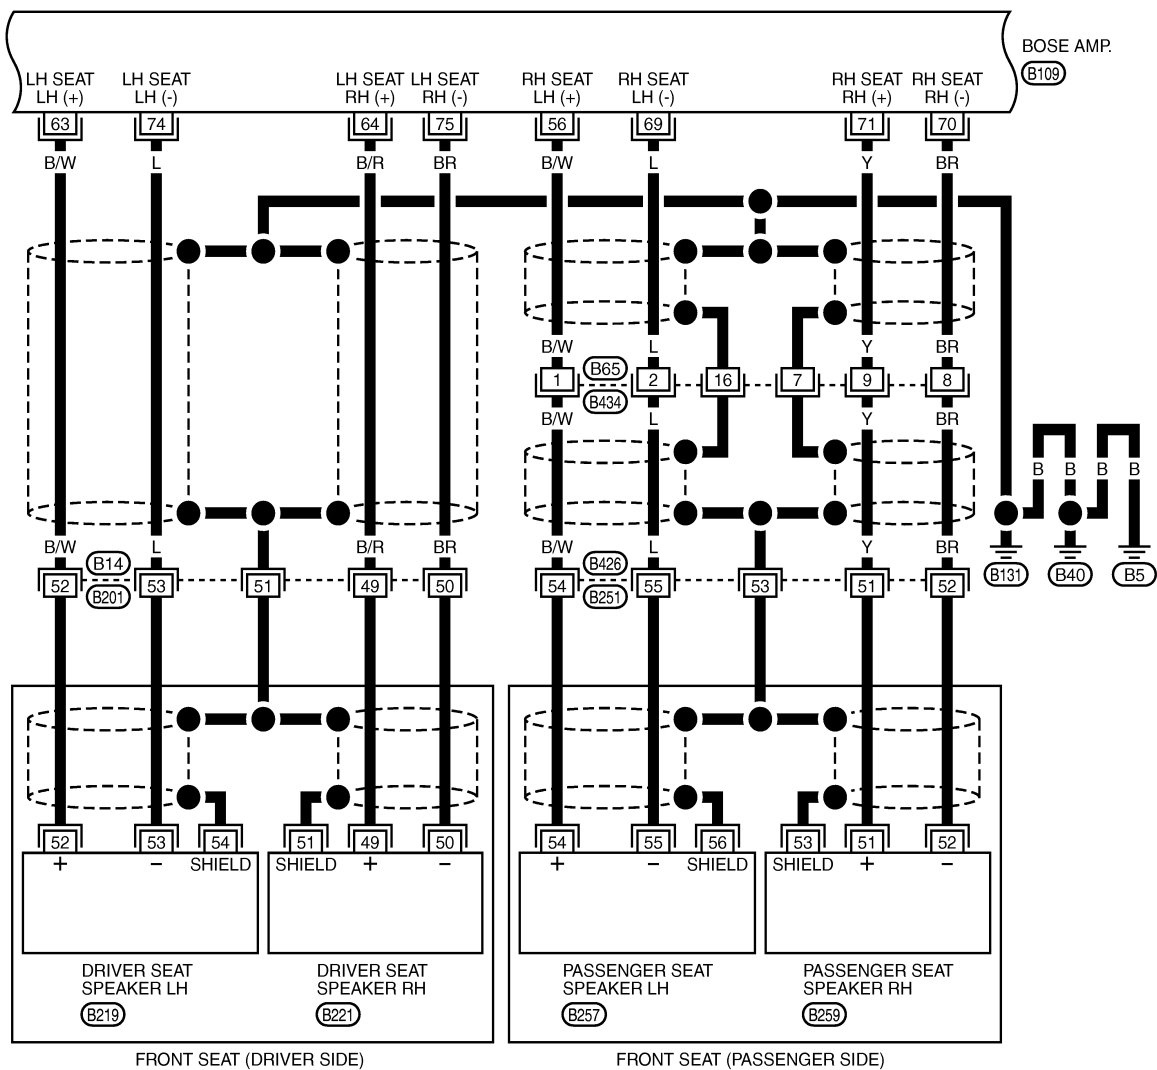 BOSE AMP.
B109
LH SEAT LH SEAT LH SEAT LH SEAT RH SEAT RH SEAT RH SEAT RH SEAT
LH (+) LH (-) RH (+) RH (-) LH (+) LH (-) RH (+) RH (-)
63 74 64 75 56 69 71 70
B/W L B/R BR B/W L Y BR
B/W L Y BR
B65
1 2 16 7 9 8
B434
B/W L Y BR
B B B B
B/W L B/R BR B/W L Y BR
B14 B426
52 53 51 49 50 54 55 53 51 52
B201 B251
B131 B40 B5
52 53 54 51 49 50 54 55 56 53 51 52
+ − SHIELD SHIELD + − + − SHIELD SHIELD + −
DRIVER SEAT DRIVER SEAT PASSENGER SEAT PASSENGER SEAT
SPEAKER LH SPEAKER RH SPEAKER LH SPEAKER RH
B219 B221 B257 B259
FRONT SEAT (DRIVER SIDE) FRONT SEAT (PASSENGER SIDE)